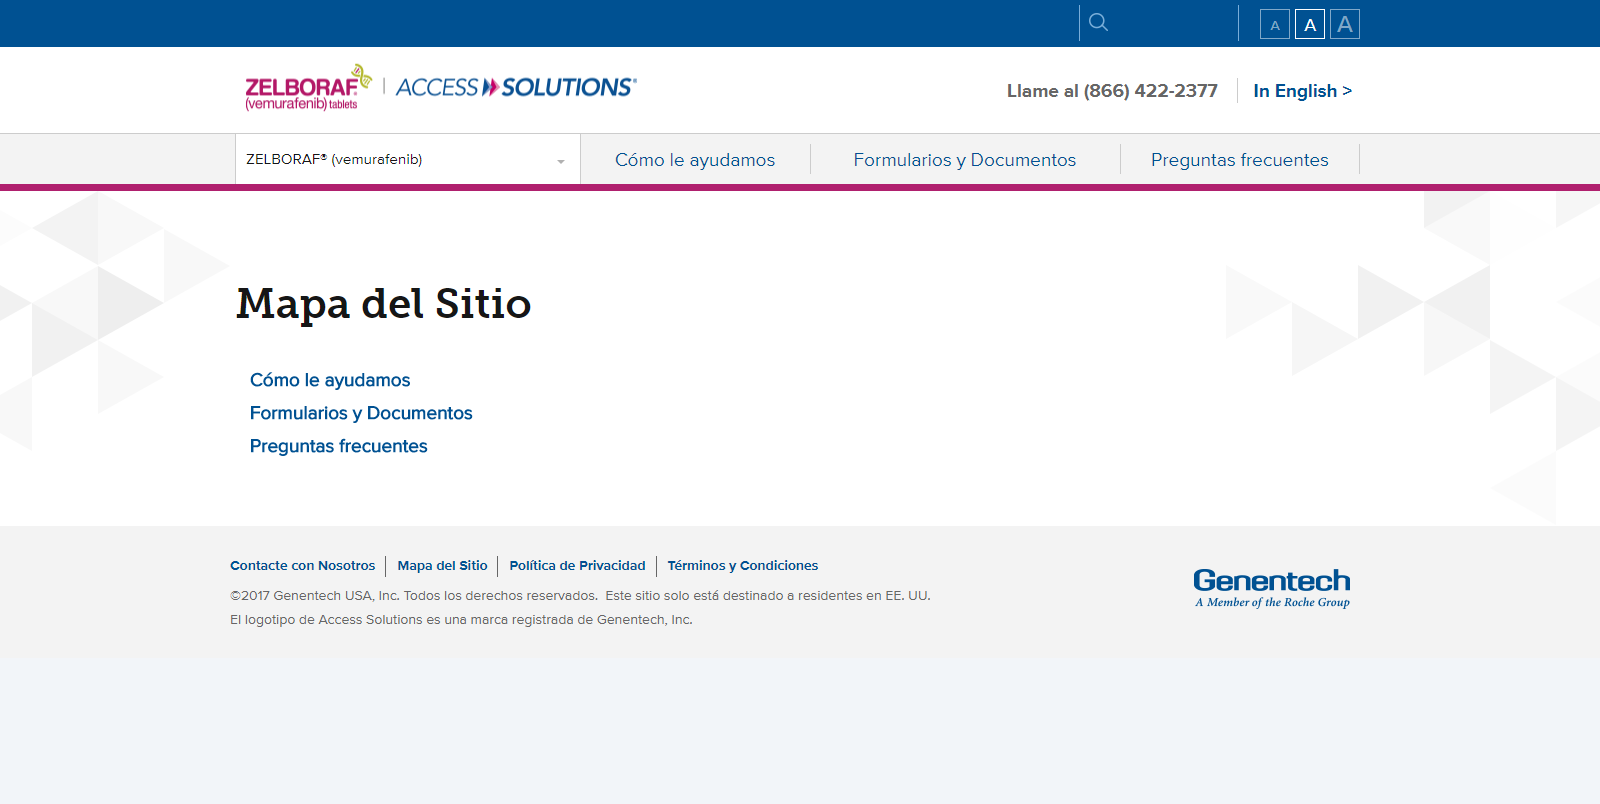 A A A
ZELBORAF®
(vemurafenib) tablets
ACCESS SOLUTIONS®
Llame al (866) 422-2377
In English >
ZELBORAF® (vemurafenib)
Cómo le ayudamos
Formularios y Documentos
Preguntas frecuentes
Mapa del Sitio
Cómo le ayudamos
Formularios y Documentos
Preguntas frecuentes
Contacte con Nosotros
Mapa del Sitio
Política de Privacidad
Términos y Condiciones
©2017 Genentech USA, Inc. Todos los derechos reservados. Este sitio solo está destinado a residentes en EE. UU.
El logotipo de Access Solutions es una marca registrada de Genentech, Inc.
Genentech
A Member of the Roche Group